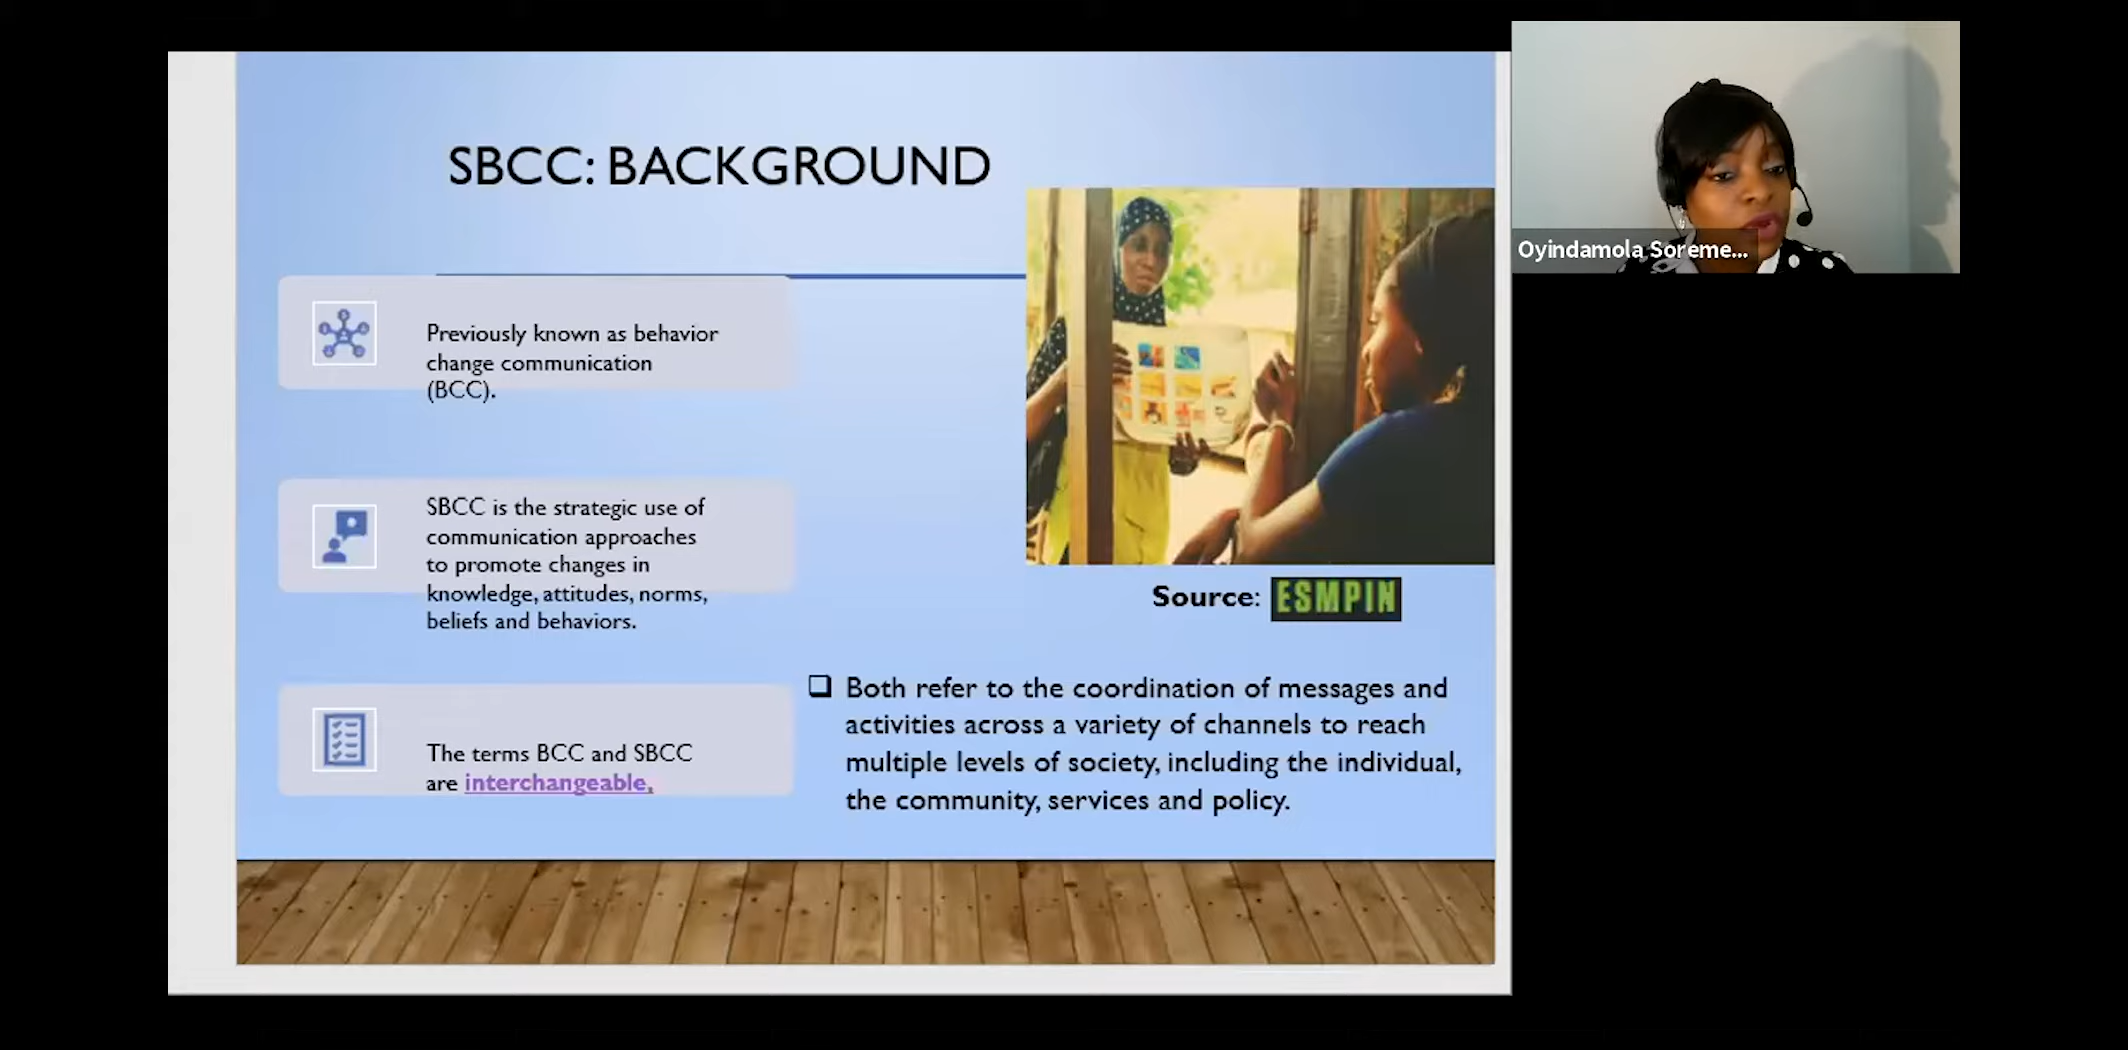 SBCC: BACKGROUND
Previously known as behavior
change communication
(BCC).
SBCC is the strategic use of
communication approaches
to promote changes in
knowledge, attitudes, norms,
beliefs and behaviors.
The terms BCC and SBCC
are interchangeable.
Source: ESMPIN
❑ Both refer to the coordination of messages and
activities across a variety of channels to reach
multiple levels of society, including the individual,
the community, services and policy.
Oyindamola Soreme...